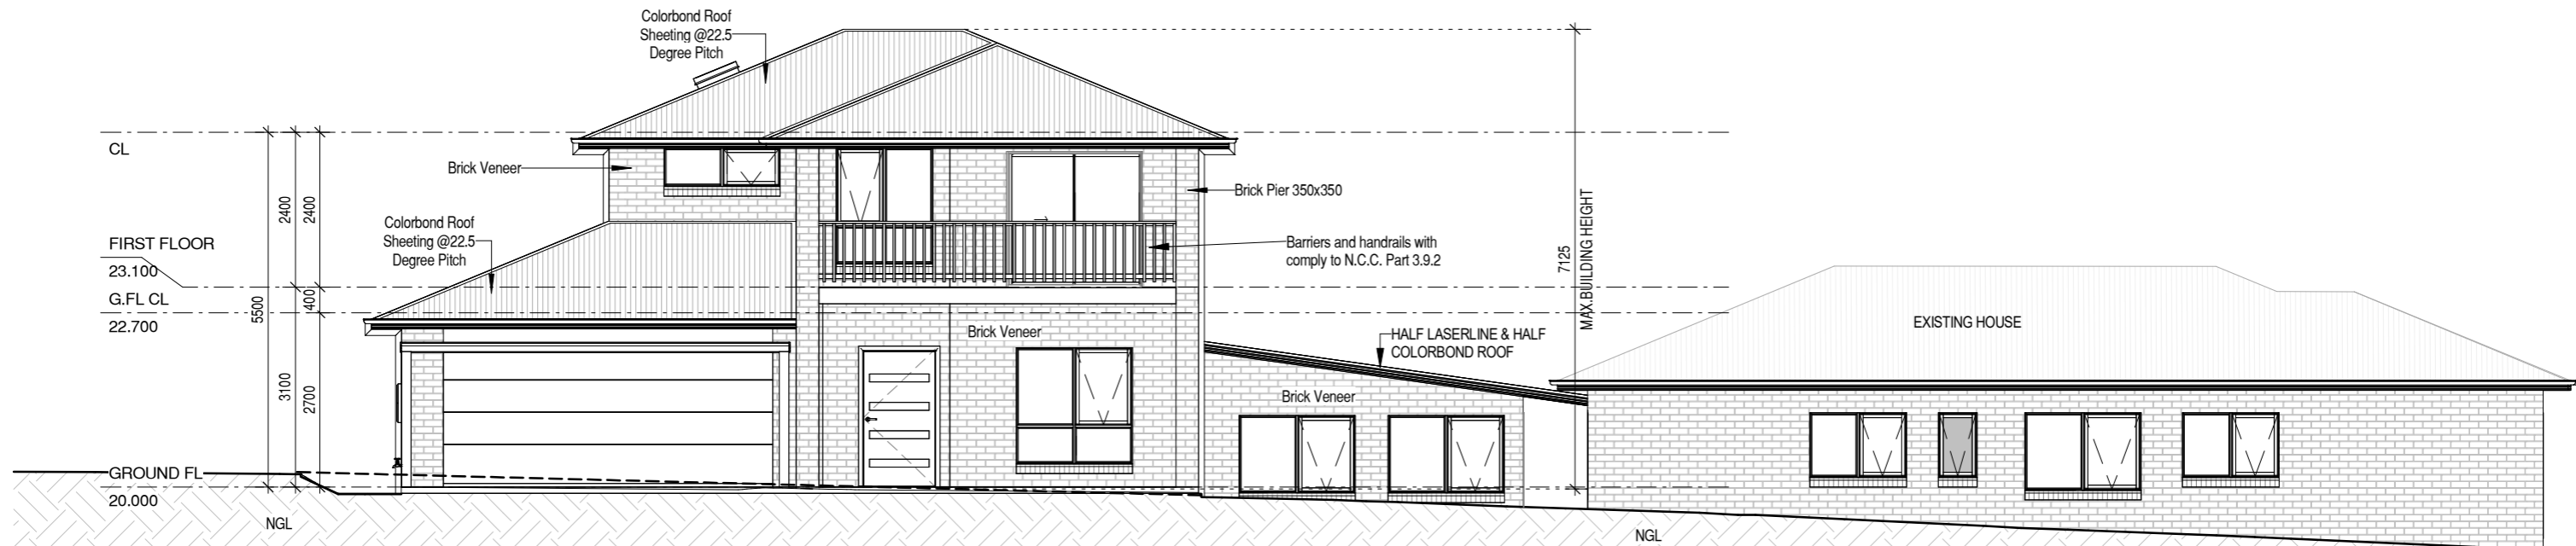 Colorbond Roof
Sheeting @22.5
Degree Pitch
CL
Brick Veneer
Brick Pier 350x350
2400
2400
Colorbond Roof
Sheeting @22.5
Degree Pitch
FIRST FLOOR
23.100
Barriers and handrails with
comply to N.C.C. Part 3.9.2
7125
MAX.BUILDING HEIGHT
G.FL CL
22.700
5500
400
EXISTING HOUSE
Brick Veneer
HALF LASERLINE & HALF
COLORBOND ROOF
3100
2700
Brick Veneer
GROUND FL
20.000
NGL
NGL